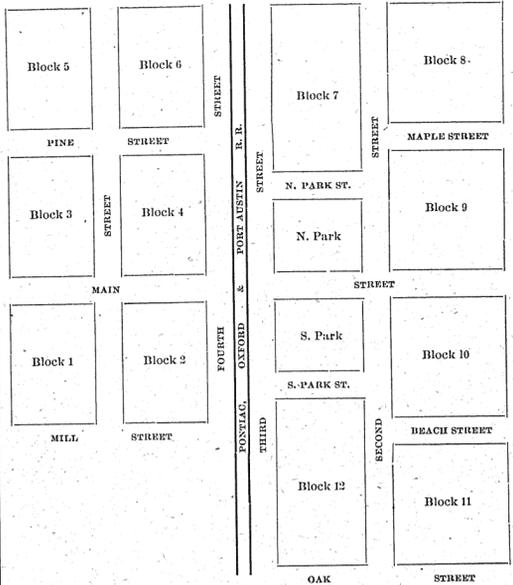 Block 5
Block 6
Block 7
Block 8
STREET
STREET
PINE STREET
MAPLE STREET
STREET
N. PARK ST.
Block 3
STREET
Block 4
N. Park
Block 9
MAIN STREET
Block 1
Block 2
FOURTH
PONTIAC, OXFORD & PORT AUSTIN R. R.
S. Park
Block 10
S. PARK ST.
MILL STREET
THIRD
SECOND
BEACH STREET
Block 12
Block 11
OAK STREET